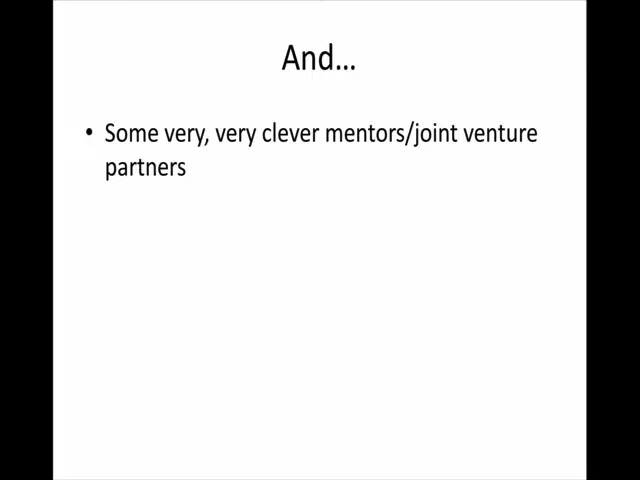 And…
• Some very, very clever mentors/joint venture
partners